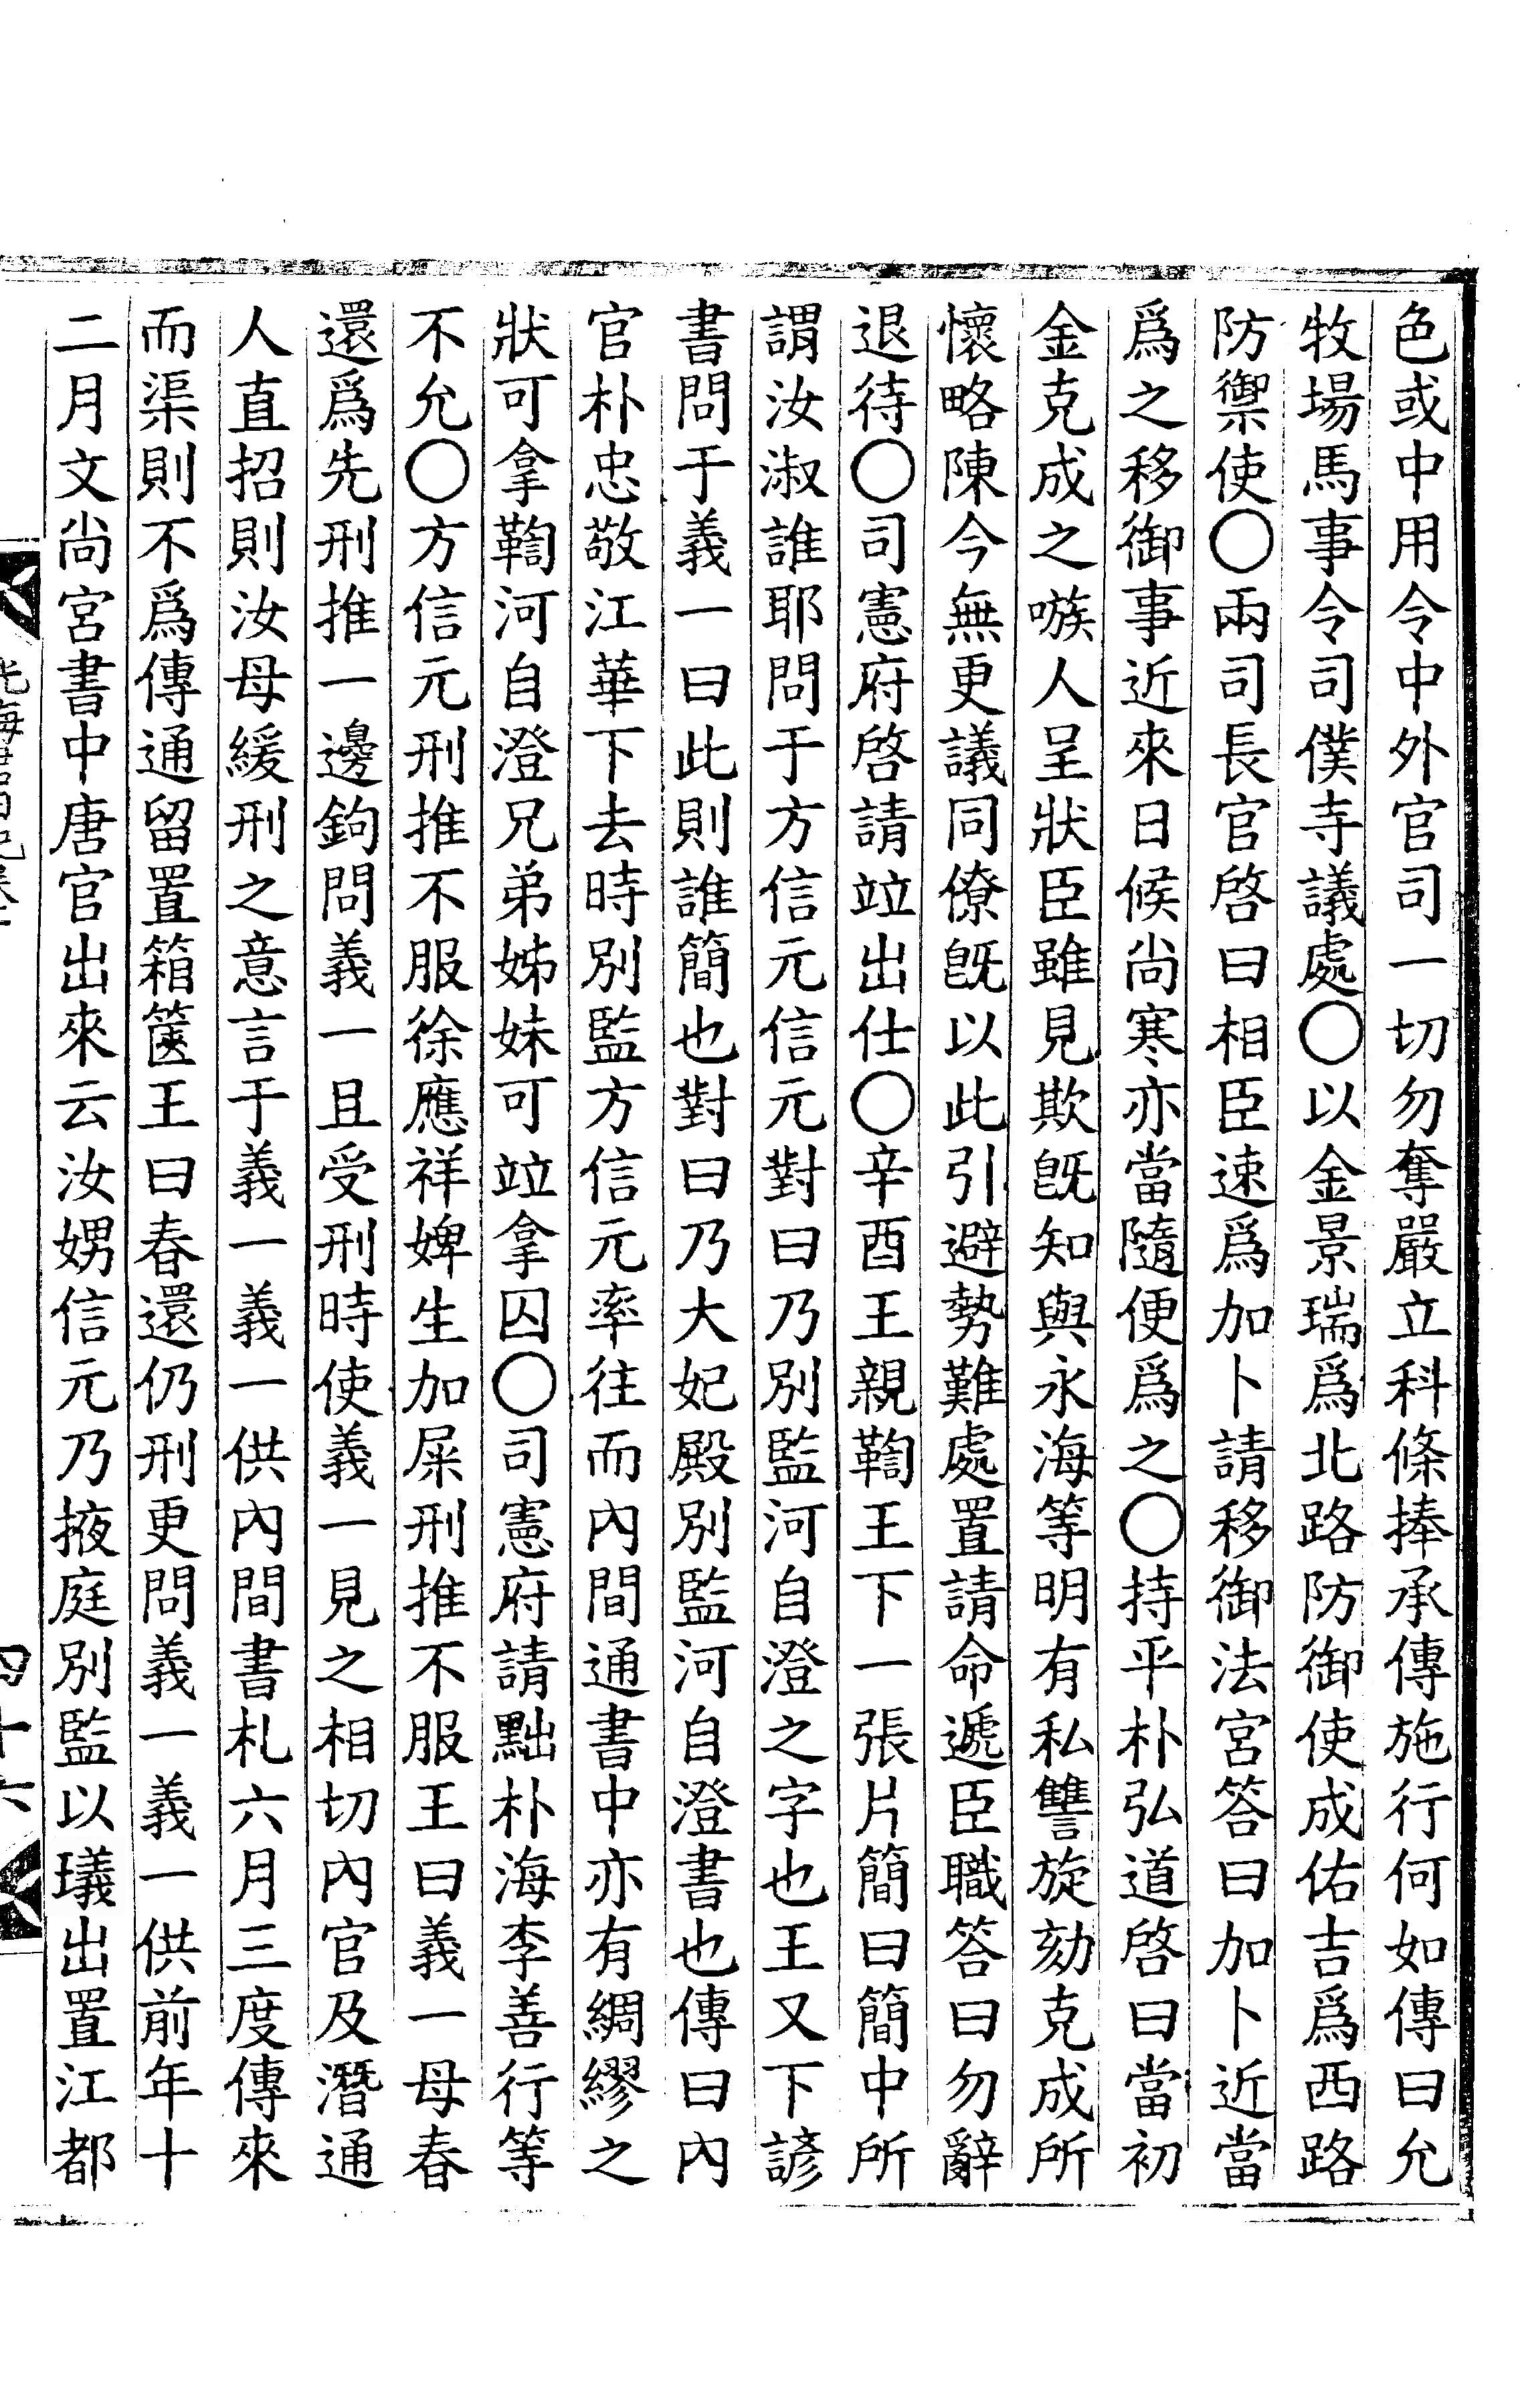 色或中用令中外官司一切勿奪嚴立科條捧承傳施行何如傳曰允
牧場馬事令司僕寺議處○以金景瑞爲北路防御使成佑吉爲西路
防禦使○兩司長官啓曰相臣速爲加卜請移御法宮答曰加卜近當
爲之移御事近來日候尚寒亦當隨便爲之○持平朴弘道啓曰當初
金克成之嗾人呈狀臣雖見欺旣知與永海等明有私讐旋劾克成所
懷略陳今無更議同僚旣以此引避勢難處置請命遞臣職答曰勿辭
退待○司憲府啓請竝出仕○辛酉王親鞫王下一張片簡曰簡中所
謂汝淑誰耶問于方信元信元對曰乃別監河自澄之字也王又下諺
書問于義一曰此則誰簡也對曰乃大妃殿別監河自澄書也傳曰內
官朴忠敬江華下去時別監方信元率往而內間通書中亦有綢繆之
狀可拿鞫河自澄兄弟姊妹可竝拿囚○司憲府請黜朴海李善行等
不允○方信元刑推不服徐應祥婢生加屎刑推不服王曰義一母春
還爲先刑推一邊鉤問義一且受刑時使義一見之相切內官及潛通
人直招則汝母緩刑之意言于義一義一供內間書札六月三度傳來
而渠則不爲傳通留置箱篋王曰春還仍刑更問義一義一供前年十
二月文尚宮書中唐官出來云汝娚信元乃掖庭別監以㼁出置江都
四十六